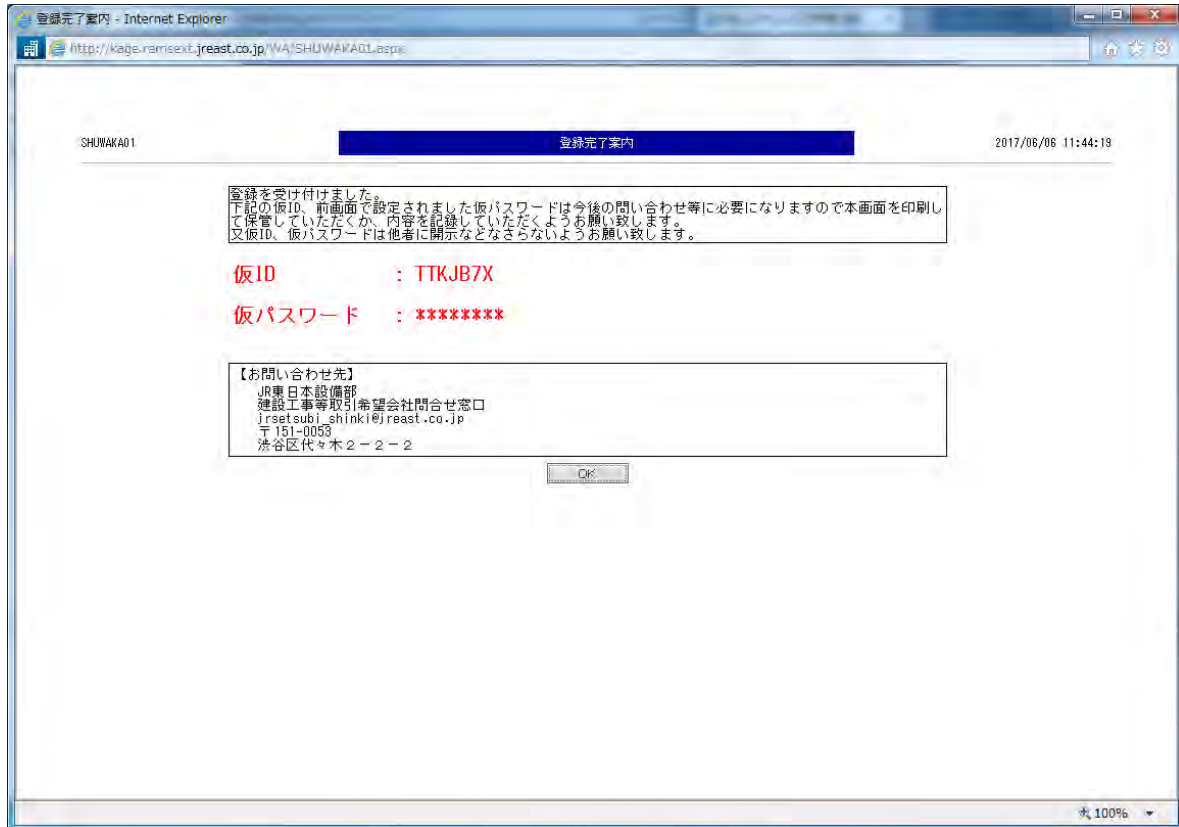 登録完了案内 - Internet Explorer
http://kage.ramsext.jreast.co.jp/WA/SHUWAKA01.aspx
SHUWAKA01
登録完了案内
2017/06/06 11:44:19
登録を受け付けました。
下記の仮ID、前画面で設定されました仮パスワードは今後の問い合わせ等に必要になりますので本画面を印刷し
て保管していただくか、内容を記録していただくようお願い致します。
又仮ID、仮パスワードは他者に開示などなさらないようお願い致します。
仮ID : TTKJB7X
仮パスワード : ********
【お問い合わせ先】
JR東日本設備部
建設工事等取引希望会社問合せ窓口
jrsetsubi_shinki@jreast.co.jp
〒151-0053
渋谷区代々木２－２－２
OK
100%